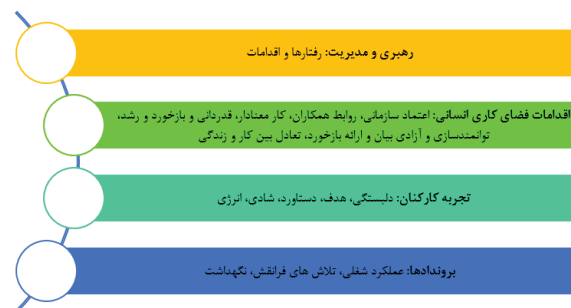 رهبری و مدیریت: رفتارها و اقدامات
اقدامات فضای کاری انسانی: اعتماد سازمانی، روابط همکاران، کار معنادار، قدردانی و بازخورد و رشد،
توانمندسازی و آزادی بیان و ارائه بازخورد، تعادل بین کار و زندگی
تجربه کارکنان: دلبستگی، هدف، دستاورد، شادی، انرژی
بروندادها: عملکرد شغلی، تلاش های فرانقش، نگهداشت